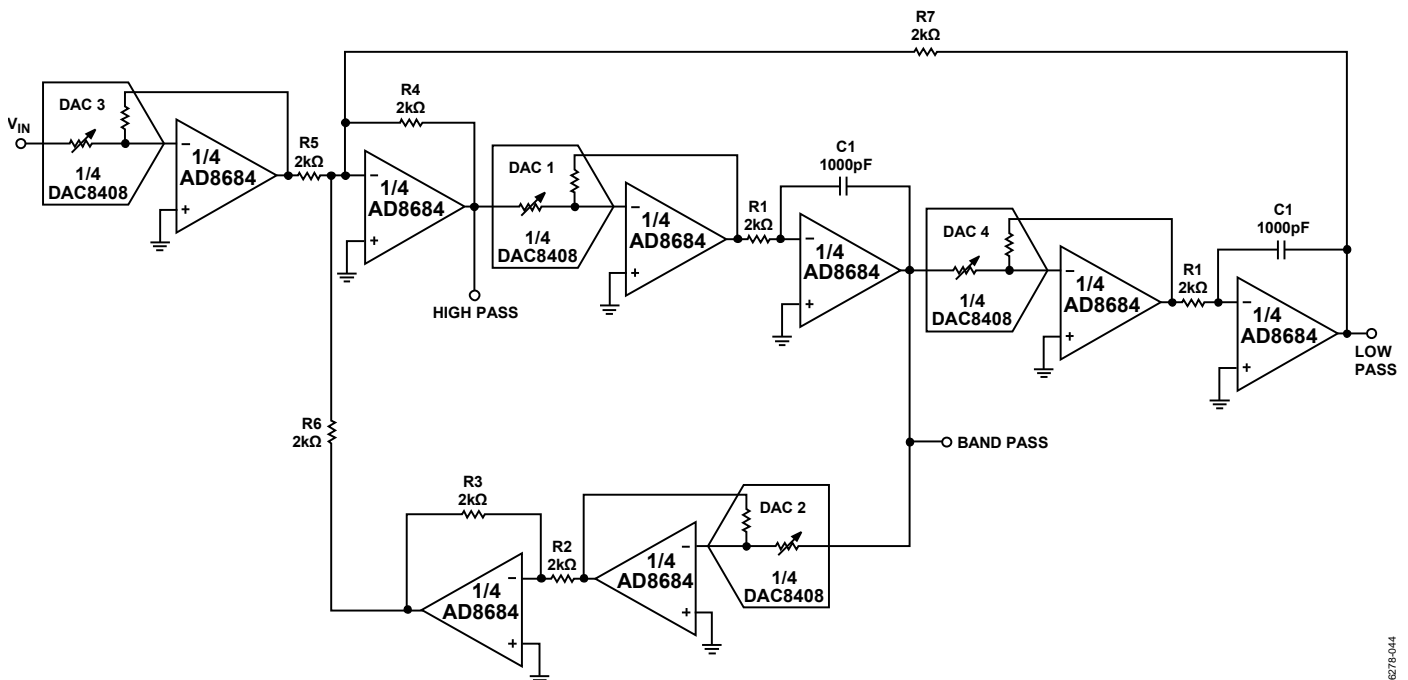 R7
2kΩ
DAC 3
VIN
1/4
DAC8408
–
+
1/4
AD8684
R5
2kΩ
R4
2kΩ
–
+
1/4
AD8684
HIGH PASS
DAC 1
1/4
DAC8408
–
+
1/4
AD8684
R1
2kΩ
C1
1000pF
–
+
1/4
AD8684
DAC 4
1/4
DAC8408
–
+
1/4
AD8684
R1
2kΩ
C1
1000pF
–
+
1/4
AD8684
LOW
PASS
R6
2kΩ
BAND PASS
R3
2kΩ
–
+
1/4
AD8684
R2
2kΩ
–
+
1/4
AD8684
DAC 2
1/4
DAC8408
6278-044